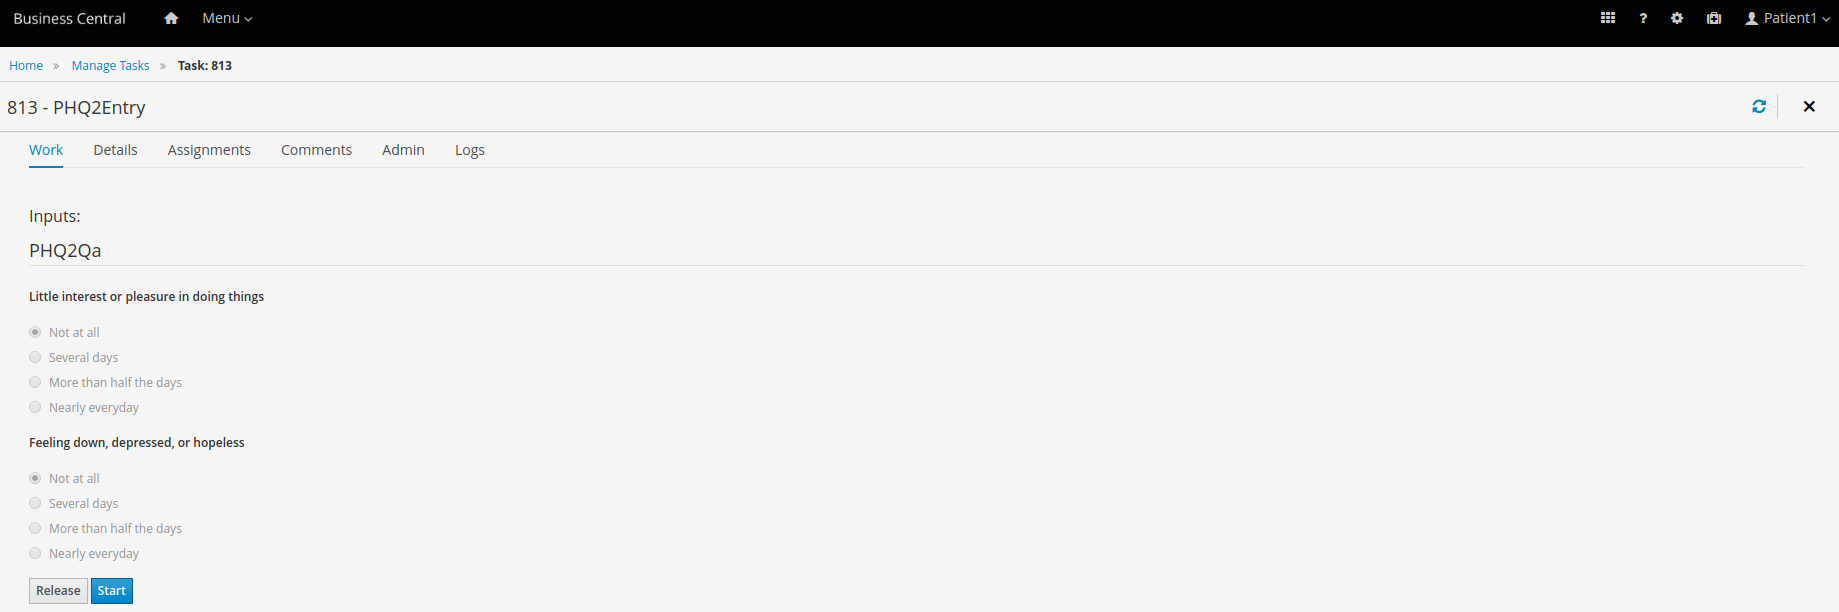 Business Central Menu ? Patient1
Home » Manage Tasks » Task: 813
813 - PHQ2Entry
Work Details Assignments Comments Admin Logs
Inputs:
PHQ2Qa
Little interest or pleasure in doing things
Not at all
Several days
More than half the days
Nearly everyday
Feeling down, depressed, or hopeless
Not at all
Several days
More than half the days
Nearly everyday
Release Start